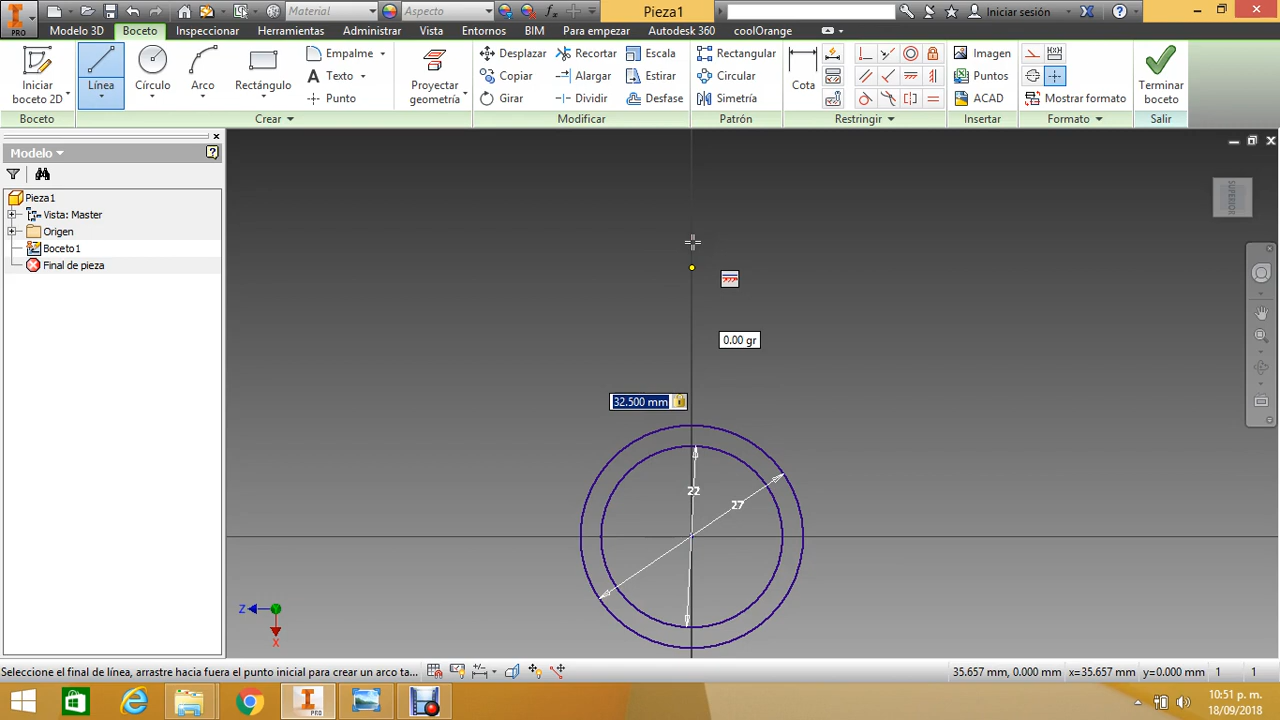 PRO
Material
Aspecto
Pieza1
Iniciar sesión
Modelo 3D
Boceto
Inspeccionar
Herramientas
Administrar
Vista
Entornos
BIM
Para empezar
Autodesk 360
coolOrange
Iniciar
boceto 2D
Línea
Círculo
Arco
Rectángulo
Empalme
Texto
Punto
Proyectar
geometría
Desplazar
Copiar
Girar
Recortar
Alargar
Dividir
Escala
Estirar
Desfase
Rectangular
Circular
Simetría
Cota
Imagen
Puntos
ACAD
Mostrar formato
Terminar
boceto
Boceto
Crear
Modificar
Patrón
Restringir
Insertar
Formato
Salir
Modelo
Pieza1
Vista: Master
Origen
Boceto1
Final de pieza
SUPERIOR
0.00 gr
32.500 mm
22
27
Z
X
Seleccione el final de línea, arrastre hacia fuera el punto inicial para crear un arco ta...
35.657 mm, 0.000 mm
x=35.657 mm
y=0.000 mm
1
1
PRO
10:51 p. m.
18/09/2018